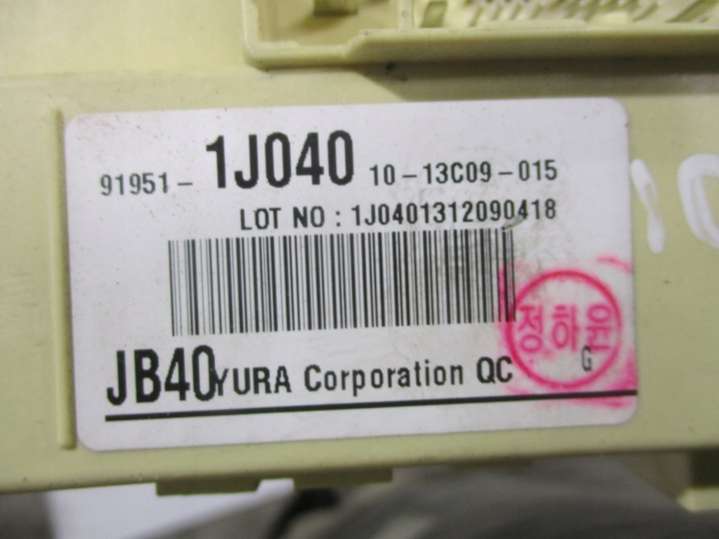 91951- 1J040 10-13C09-015
LOT NO : 1J0401312090418
JB40 YURA Corporation QC
정하윤
G